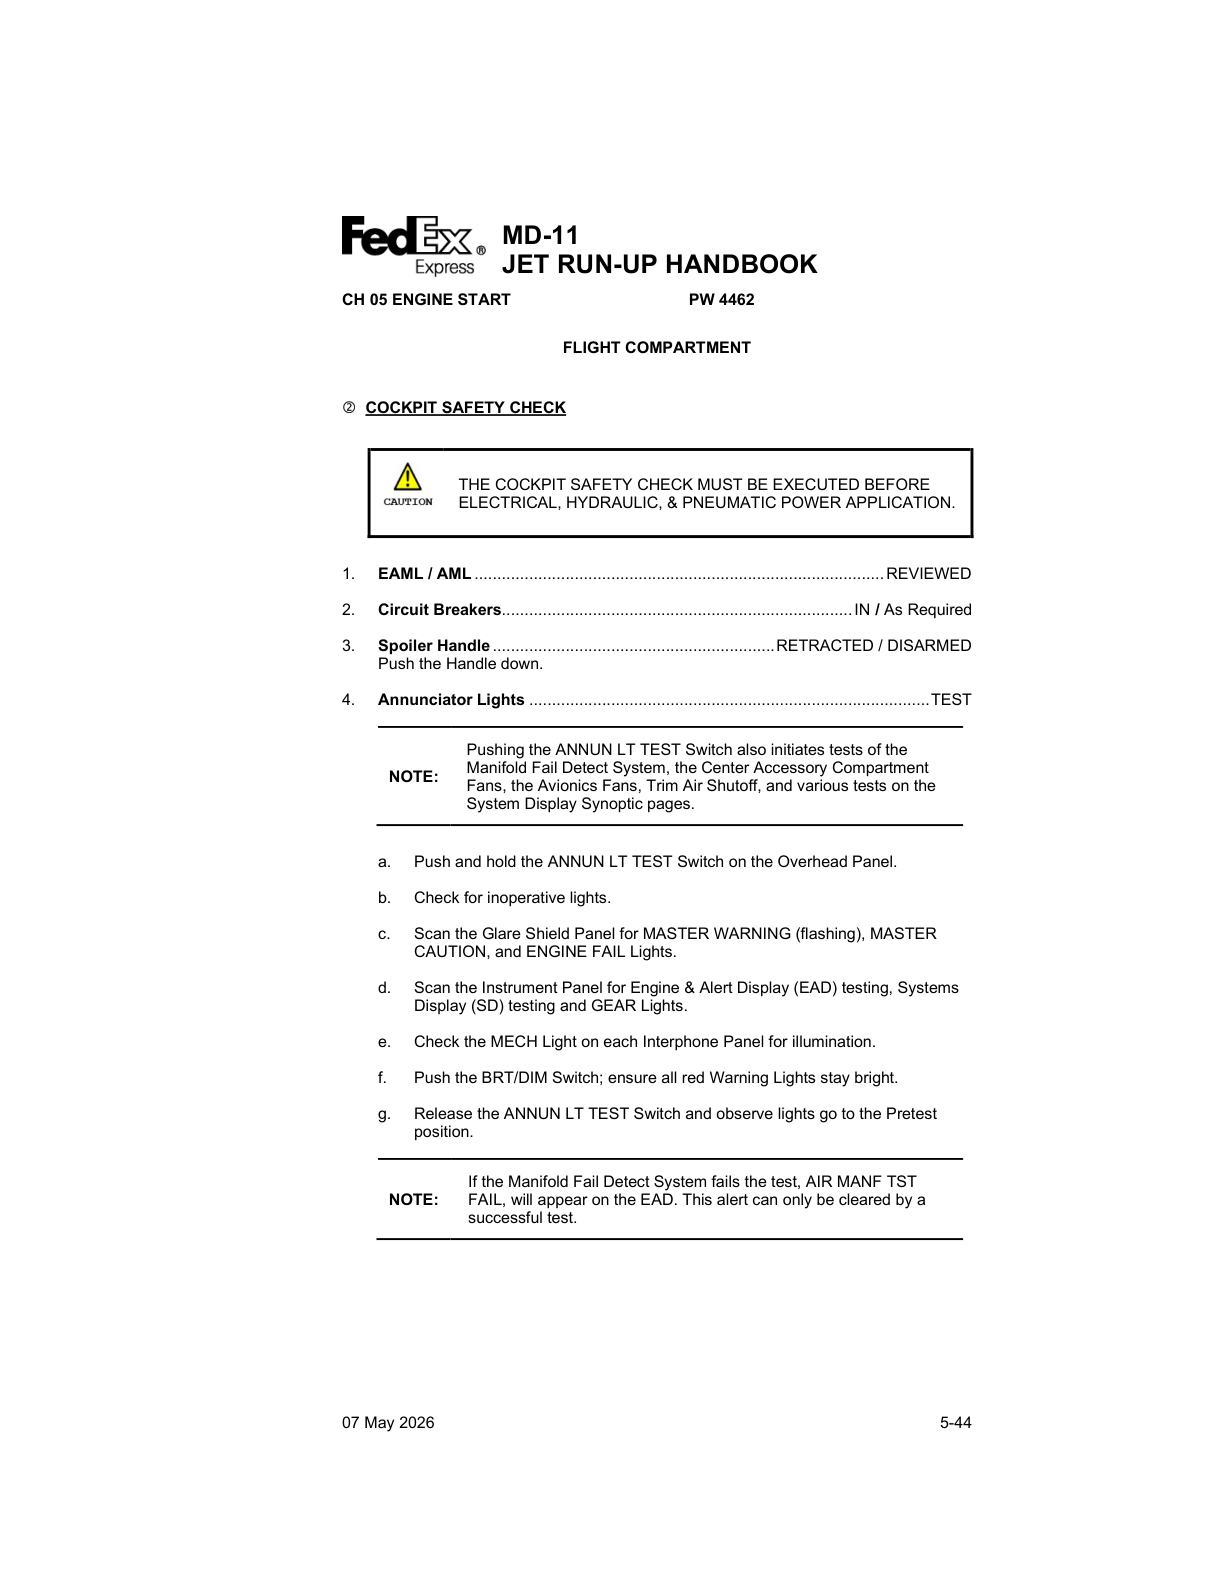 FedEx® MD-11
Express JET RUN-UP HANDBOOK
CH 05 ENGINE START PW 4462
FLIGHT COMPARTMENT
② COCKPIT SAFETY CHECK
CAUTION
THE COCKPIT SAFETY CHECK MUST BE EXECUTED BEFORE
ELECTRICAL, HYDRAULIC, & PNEUMATIC POWER APPLICATION.
1. EAML / AML ........................................................................................... REVIEWED
2. Circuit Breakers.............................................................................. IN / As Required
3. Spoiler Handle .............................................................. RETRACTED / DISARMED
Push the Handle down.
4. Annunciator Lights ......................................................................................... TEST
NOTE:
Pushing the ANNUN LT TEST Switch also initiates tests of the
Manifold Fail Detect System, the Center Accessory Compartment
Fans, the Avionics Fans, Trim Air Shutoff, and various tests on the
System Display Synoptic pages.
a. Push and hold the ANNUN LT TEST Switch on the Overhead Panel.
b. Check for inoperative lights.
c. Scan the Glare Shield Panel for MASTER WARNING (flashing), MASTER
CAUTION, and ENGINE FAIL Lights.
d. Scan the Instrument Panel for Engine & Alert Display (EAD) testing, Systems
Display (SD) testing and GEAR Lights.
e. Check the MECH Light on each Interphone Panel for illumination.
f. Push the BRT/DIM Switch; ensure all red Warning Lights stay bright.
g. Release the ANNUN LT TEST Switch and observe lights go to the Pretest
position.
NOTE:
If the Manifold Fail Detect System fails the test, AIR MANF TST
FAIL, will appear on the EAD. This alert can only be cleared by a
successful test.
07 May 2026 5-44